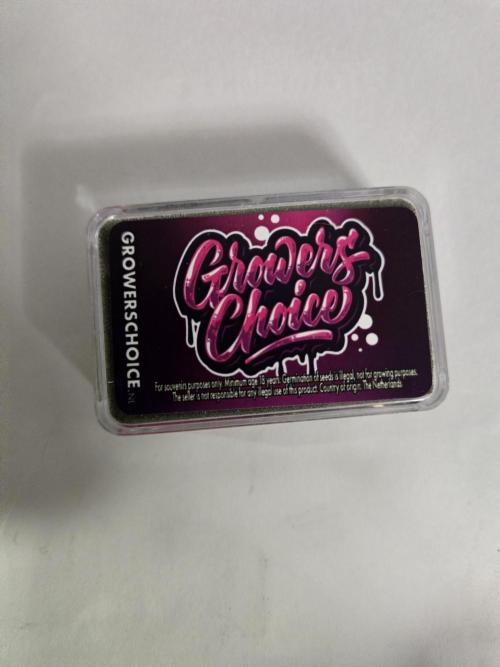 GROWERSCHOICE.NL
Growers
Choice
For souvenirs purposes only. Minimum age 18 years. Germination of seeds is illegal, not for growing purposes.
The seller is not responsible for any illegal use of this product. Country of origin: The Netherlands